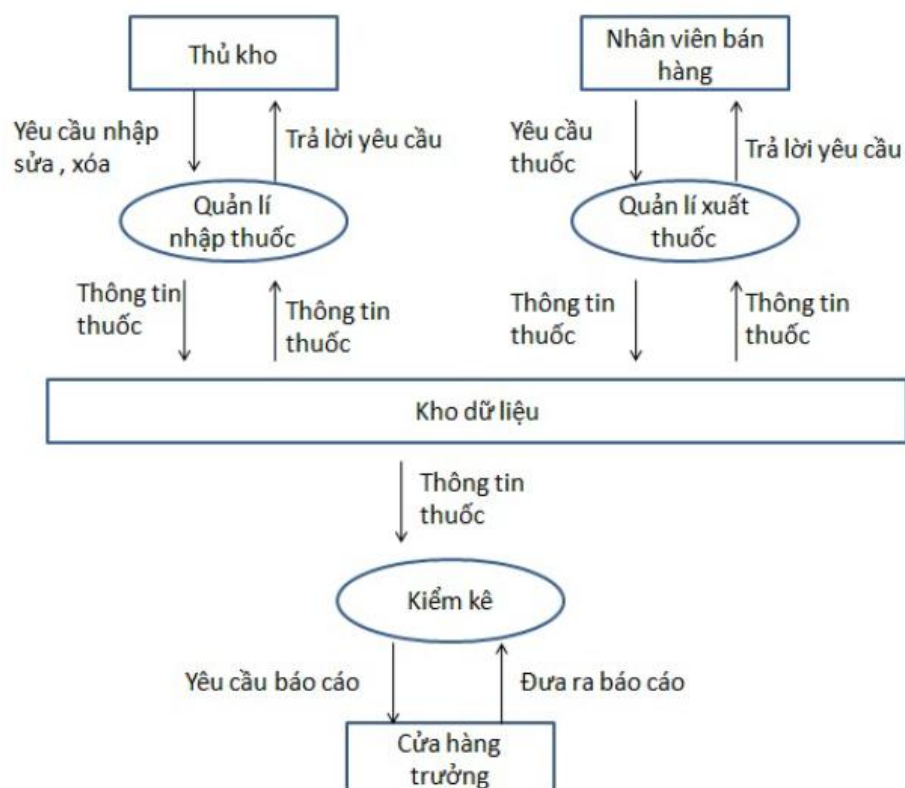 Thủ kho
Nhân viên bán
hàng
Yêu cầu nhập
sửa , xóa
Trả lời yêu cầu
Yêu cầu
thuốc
Trả lời yêu cầu
Quản lí
nhập thuốc
Quản lí xuất
thuốc
Thông tin
thuốc
Thông tin
thuốc
Thông tin
thuốc
Thông tin
thuốc
Kho dữ liệu
Thông tin
thuốc
Kiểm kê
Yêu cầu báo cáo
Đưa ra báo cáo
Cửa hàng
trưởng